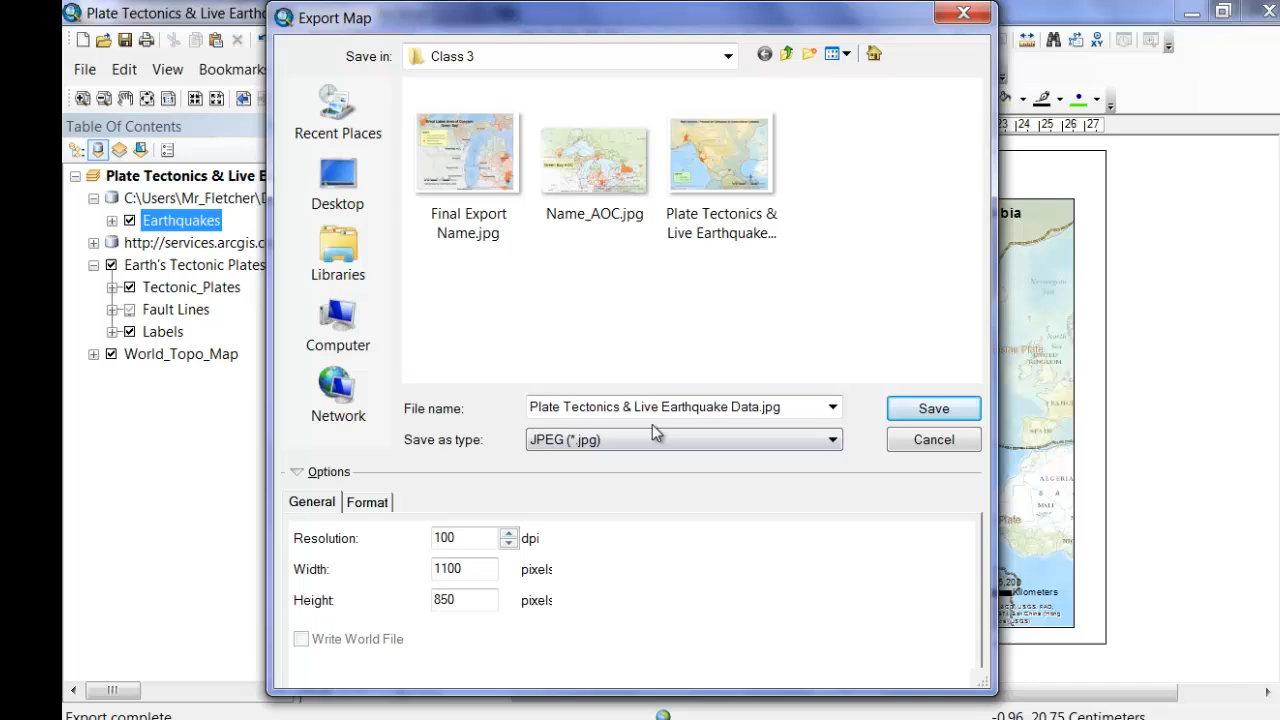 Plate Tectonics & Live Earthq
Export Map
Save in:
Class 3
File
Edit
View
Bookmark
Table Of Contents
Plate Tectonics & Live E
C:\Users\Mr_Fletcher\D
Earthquakes
http://services.arcgis.c
Earth's Tectonic Plates
Tectonic_Plates
Fault Lines
Labels
World_Topo_Map
Recent Places
Desktop
Libraries
Computer
Network
Final Export
Name.jpg
Name_AOC.jpg
Plate Tectonics &
Live Earthquake...
File name:
Plate Tectonics & Live Earthquake Data.jpg
Save
Save as type:
JPEG (*.jpg)
Cancel
Options
General
Format
Resolution:
100
dpi
Width:
1100
pixels
Height:
850
pixels
Write World File
23 |24 |25 |26 |27
bia
Plate
ALGERIA
MALI
Kilometers
Export complete
-0.96 20.75 Centimeters